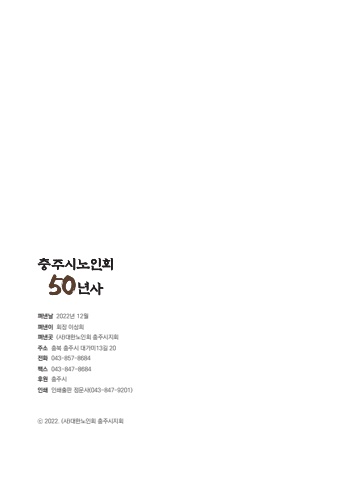 충주시노인회
50년사
펴낸날 2022년 12월
펴낸이 회장 이상희
펴낸곳 (사)대한노인회 충주시지회
주소 충북 충주시 대가미13길 20
전화 043-857-8684
팩스 043-847-8684
후원 충주시
인쇄 인쇄출판 정문사(043-847-9201)
ⓒ 2022. (사)대한노인회 충주시지회